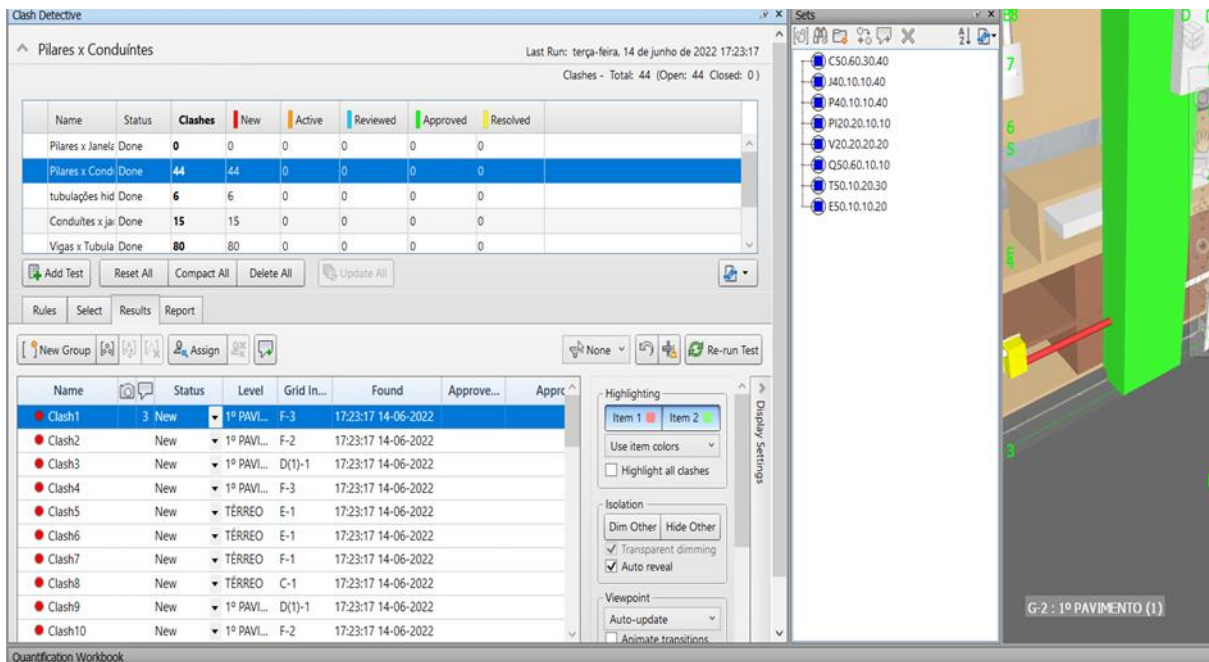 Clash Detective
Pilares x Conduíntes
Last Run: terça-feira, 14 de junho de 2022 17:23:17
Clashes - Total: 44 (Open: 44 Closed: 0)
Name Status Clashes New Active Reviewed Approved Resolved
Pilares x Janela Done 0 0 0 0 0 0
Pilares x Condi Done 44 44 0 0 0 0
tubulações hid Done 6 6 0 0 0 0
Conduítes x jai Done 15 15 0 0 0 0
Vigas x Tubula Done 80 80 0 0 0 0
Add Test Reset All Compact All Delete All Update All
Rules Select Results Report
New Group Assign None Re-run Test
Name Status Level Grid In... Found Approve... Appro
Clash1 3 New 1º PAVI... F-3 17:23:17 14-06-2022
Clash2 New 1º PAVI... F-2 17:23:17 14-06-2022
Clash3 New 1º PAVI... D(1)-1 17:23:17 14-06-2022
Clash4 New 1º PAVI... F-3 17:23:17 14-06-2022
Clash5 New TÉRREO E-1 17:23:17 14-06-2022
Clash6 New TÉRREO E-1 17:23:17 14-06-2022
Clash7 New TÉRREO F-1 17:23:17 14-06-2022
Clash8 New TÉRREO C-1 17:23:17 14-06-2022
Clash9 New 1º PAVI... D(1)-1 17:23:17 14-06-2022
Clash10 New 1º PAVI... F-2 17:23:17 14-06-2022
Highlighting
Item 1 Item 2
Use item colors
Highlight all clashes
Isolation
Dim Other Hide Other
Transparent dimming
Auto reveal
Viewpoint
Auto-update
Animate transitions
Display Settings
Quantification Workbook
Sets
C50.60.30.40
J40.10.10.40
P40.10.10.40
PI20.20.10.10
V20.20.20.20
Q50.60.10.10
T50.10.20.30
E50.10.10.20
D
7
6
5
4
3
G-2 : 1º PAVIMENTO (1)